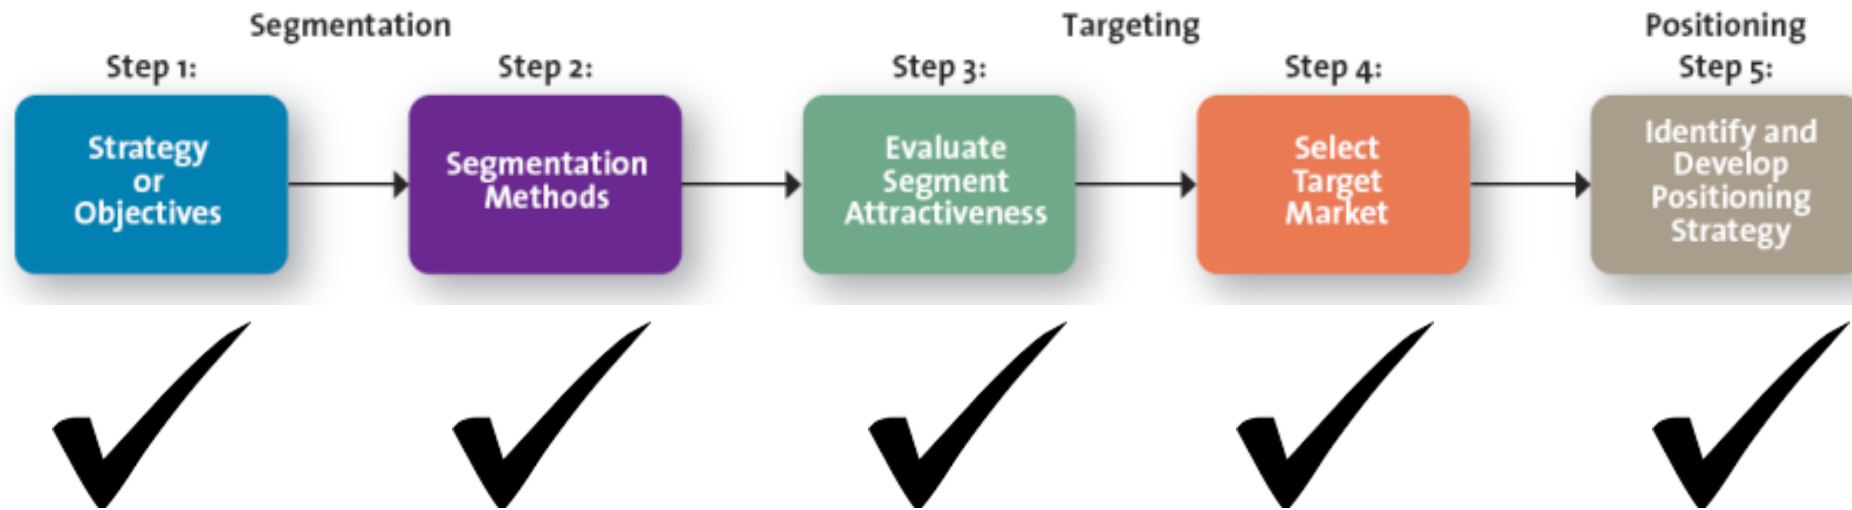 Segmentation
Targeting
Positioning
Step 1:
Step 2:
Step 3:
Step 4:
Step 5:
Strategy
or
Objectives
Segmentation
Methods
Evaluate
Segment
Attractiveness
Select
Target
Market
Identify and
Develop
Positioning
Strategy